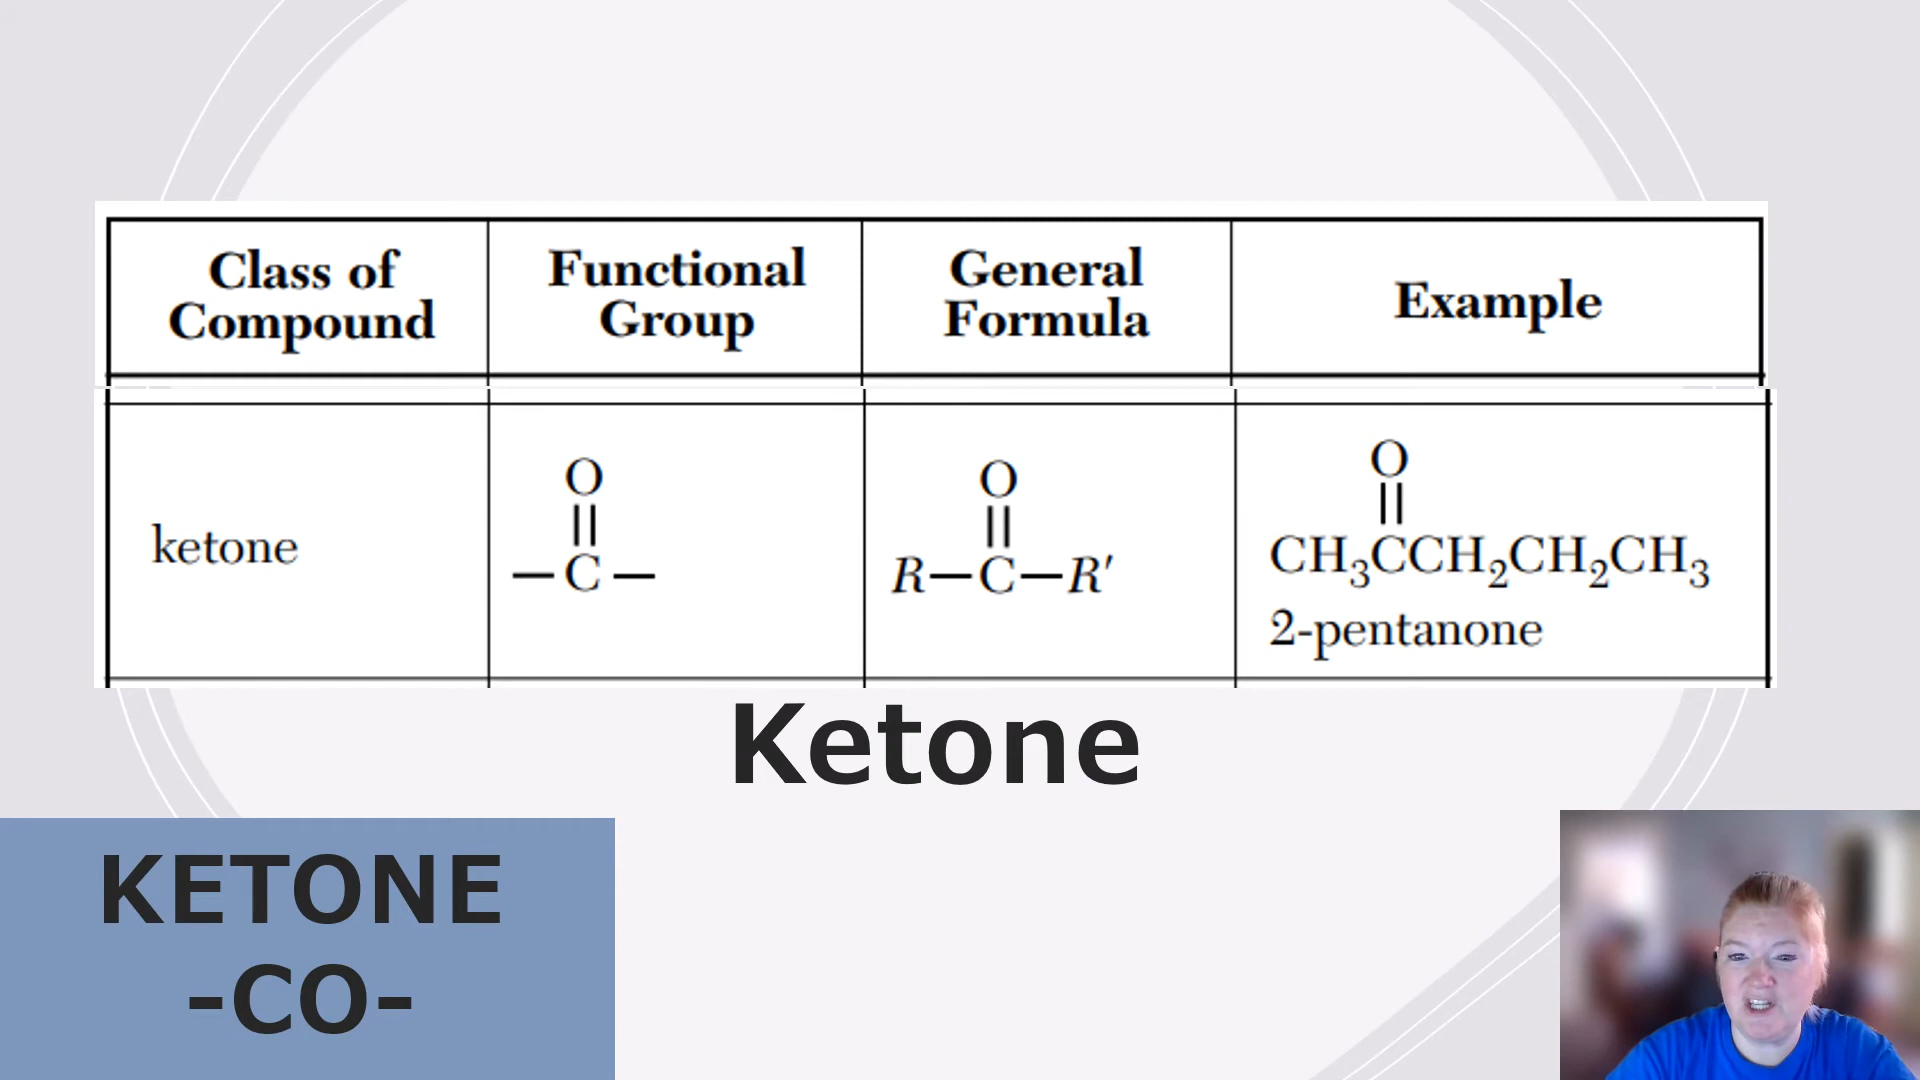 Class of
Compound
Functional
Group
General
Formula
Example
ketone
O
||
—C—
O
||
R—C—R′
O
||
CH₃CCH₂CH₂CH₃
2-pentanone
Ketone
KETONE
-CO-